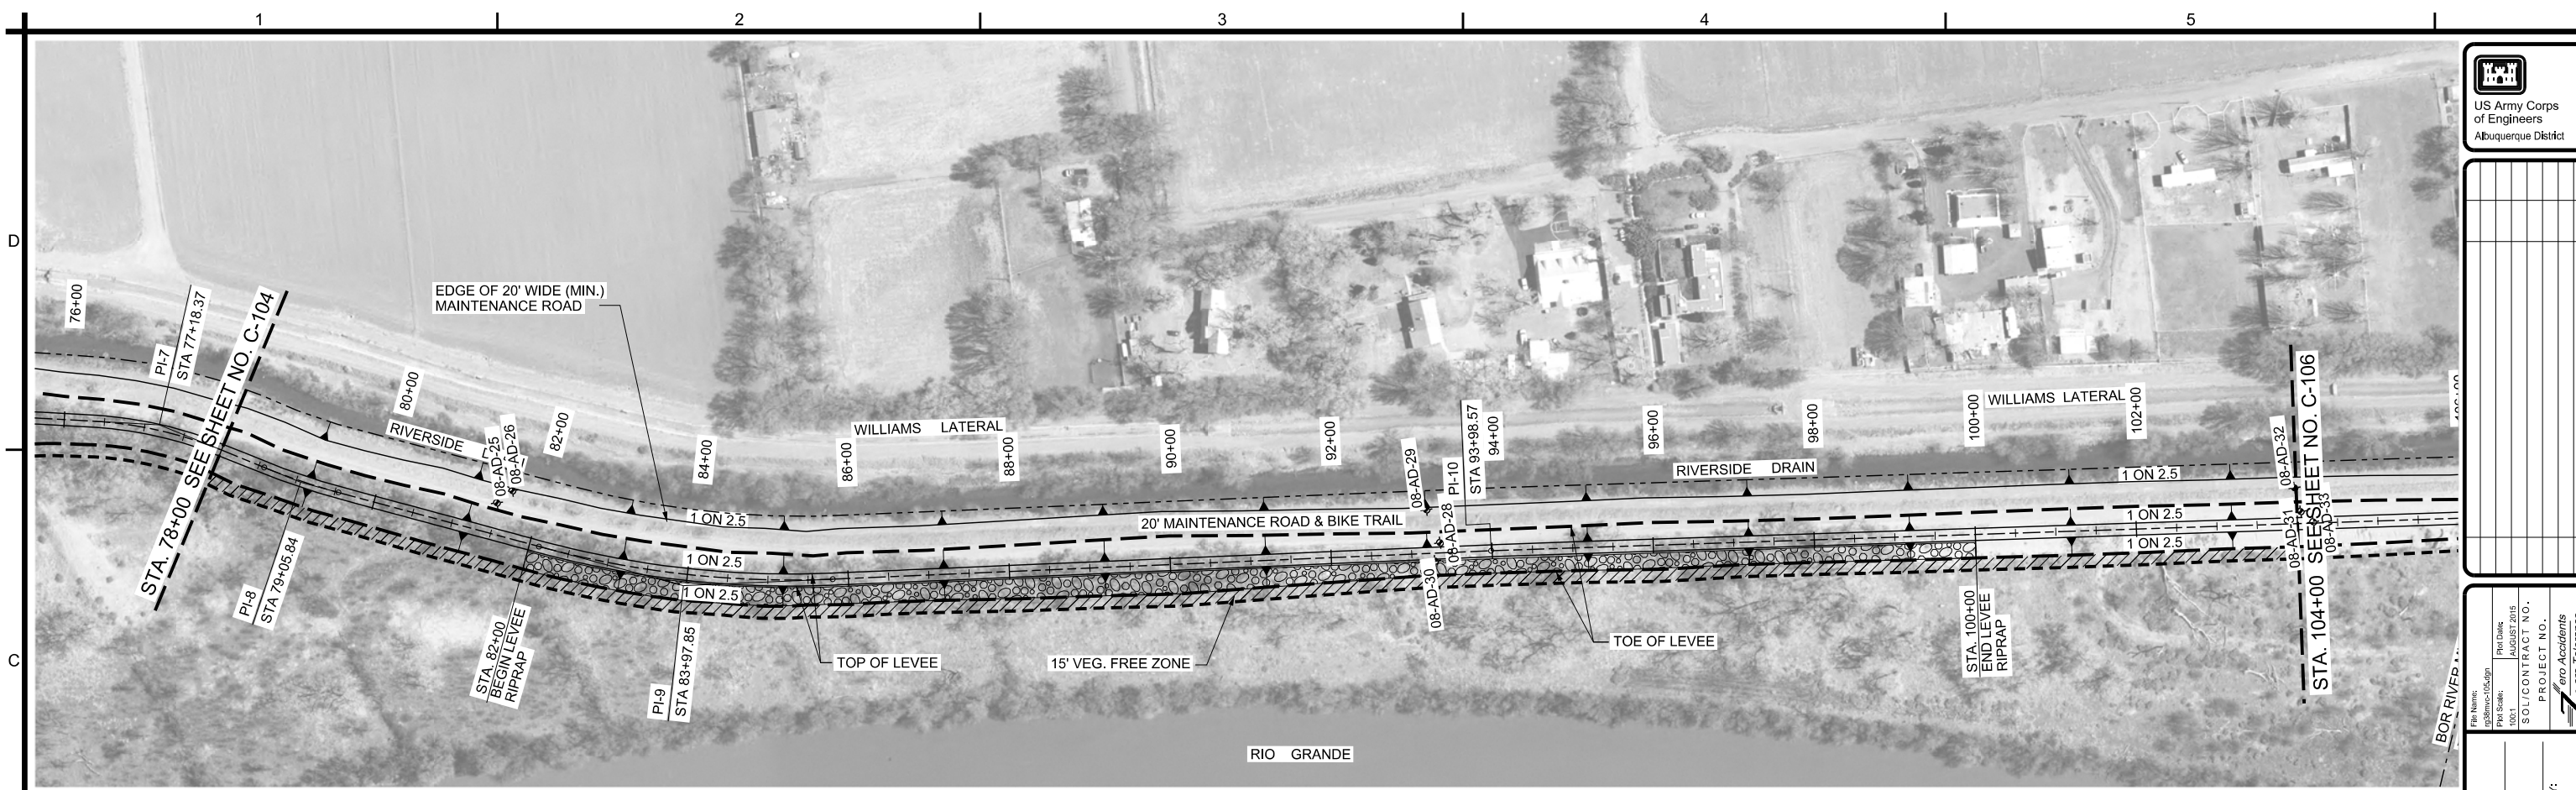 1
2
3
4
5
D
C
US Army Corps
of Engineers
Albuquerque District
76+00
PI-7
STA 77+18.37
STA. 78+00 SEE SHEET NO. C-104
EDGE OF 20' WIDE (MIN.)
MAINTENANCE ROAD
80+00
RIVERSIDE
08-AD-25
08-AD-26
82+00
84+00
WILLIAMS LATERAL
86+00
88+00
90+00
92+00
08-AD-29
PI-10
STA 93+98.57
94+00
96+00
98+00
100+00
WILLIAMS LATERAL
102+00
08-AD-32
STA. 104+00 SEE SHEET NO. C-106
RIVERSIDE DRAIN
1 ON 2.5
1 ON 2.5
1 ON 2.5
1 ON 2.5
1 ON 2.5
1 ON 2.5
20' MAINTENANCE ROAD & BIKE TRAIL
08-AD-28
08-AD-30
08-AD-31
08-AD-33
PI-8
STA 79+05.84
STA. 82+00
BEGIN LEVEE
RIPRAP
PI-9
STA 83+97.85
TOP OF LEVEE
15' VEG. FREE ZONE
TOE OF LEVEE
STA. 100+00
END LEVEE
RIPRAP
RIO GRANDE
BOR RIVER
File Name:
rg38mvc-105.dgn
Plot Scale:
100:1
Plot Date:
AUGUST 2015
SOL/CONTRACT NO.
PROJECT NO.
Zero Accidents